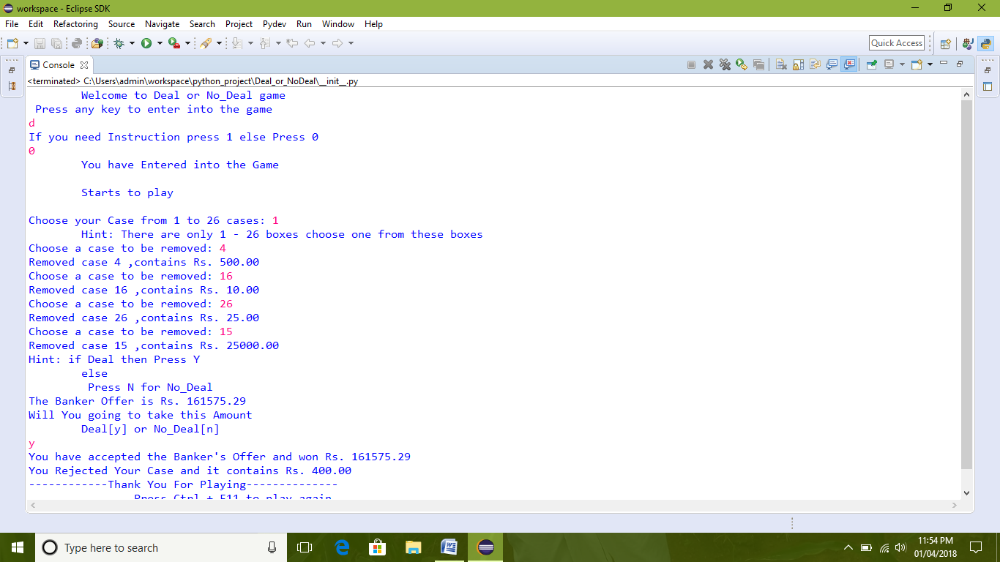 workspace - Eclipse SDK
File Edit Refactoring Source Navigate Search Project Pydev Run Window Help
Quick Access
Console
<terminated> C:\Users\admin\workspace\python_project\Deal_or_NoDeal\__init__.py
Welcome to Deal or No_Deal game
Press any key to enter into the game
d
If you need Instruction press 1 else Press 0
0
You have Entered into the Game
Starts to play
Choose your Case from 1 to 26 cases: 1
Hint: There are only 1 - 26 boxes choose one from these boxes
Choose a case to be removed: 4
Removed case 4 ,contains Rs. 500.00
Choose a case to be removed: 16
Removed case 16 ,contains Rs. 10.00
Choose a case to be removed: 26
Removed case 26 ,contains Rs. 25.00
Choose a case to be removed: 15
Removed case 15 ,contains Rs. 25000.00
Hint: if Deal then Press Y
else
Press N for No_Deal
The Banker Offer is Rs. 161575.29
Will You going to take this Amount
Deal[y] or No_Deal[n]
y
You have accepted the Banker's Offer and won Rs. 161575.29
You Rejected Your Case and it contains Rs. 400.00
------------Thank You For Playing--------------
Press Ctrl + F11 to play again
Type here to search
11:54 PM
01/04/2018